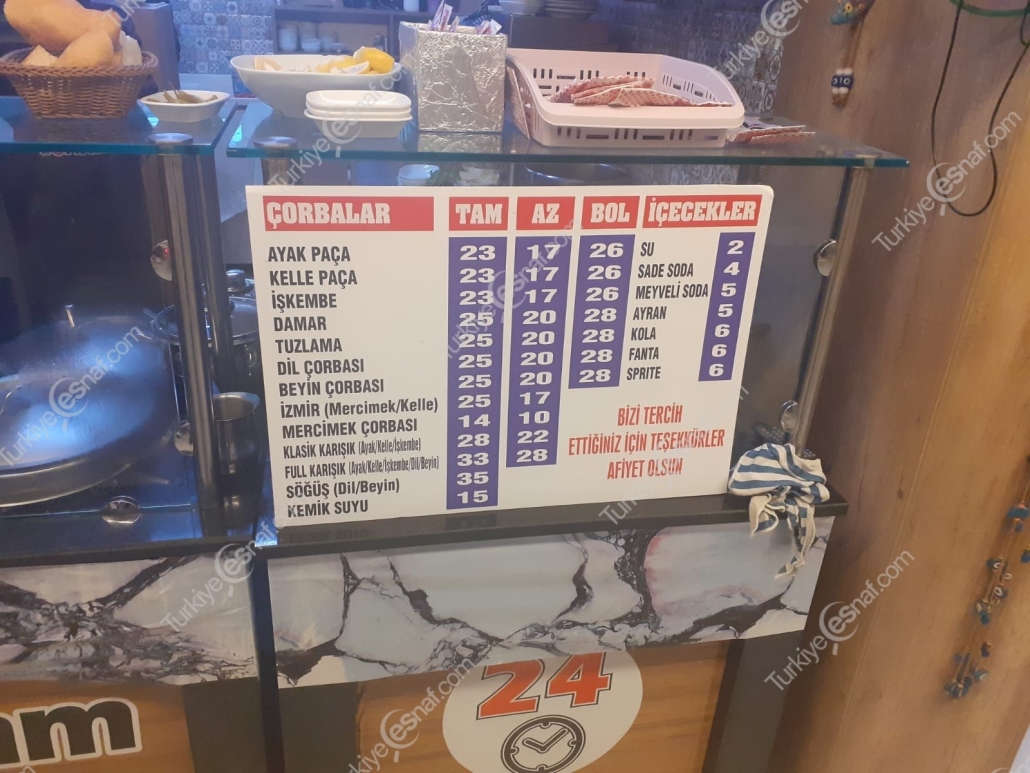 ÇORBALAR TAM AZ BOL İÇECEKLER
AYAK PAÇA 23 17 26 SU 2
KELLE PAÇA 23 17 26 SADE SODA 4
İŞKEMBE 23 17 26 MEYVELİ SODA 5
DAMAR 25 20 28 AYRAN 5
TUZLAMA 25 20 28 KOLA 6
DİL ÇORBASI 25 20 28 FANTA 6
BEYİN ÇORBASI 25 20 28 SPRITE 6
İZMİR (Mercimek/Kelle) 25 17
MERCİMEK ÇORBASI 14 10
KLASİK KARIŞIK (Ayak/Kelle/İşkembe) 28 22
FULL KARIŞIK (Ayak/Kelle/İşkembe/Dil/Beyin) 33 28
SÖĞÜŞ (Dil/Beyin) 35
KEMİK SUYU 15
BİZİ TERCİH
ETTİĞİNİZ İÇİN TEŞEKKÜRLER
AFİYET OLSUN
24
am
Turkiyeesnaf.com